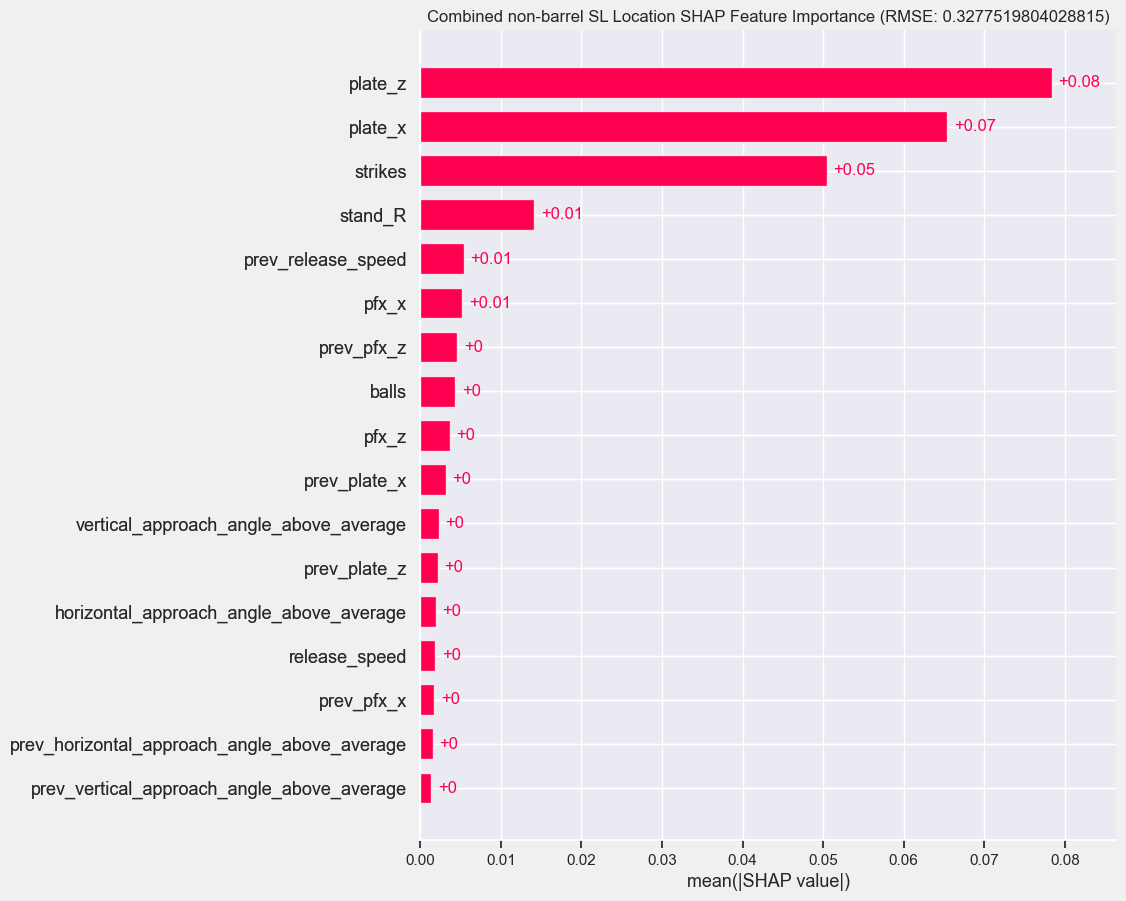 Combined non-barrel SL Location SHAP Feature Importance (RMSE: 0.3277519804028815)
plate_z +0.08
plate_x +0.07
strikes +0.05
stand_R +0.01
prev_release_speed +0.01
pfx_x +0.01
prev_pfx_z +0
balls +0
pfx_z +0
prev_plate_x +0
vertical_approach_angle_above_average +0
prev_plate_z +0
horizontal_approach_angle_above_average +0
release_speed +0
prev_pfx_x +0
prev_horizontal_approach_angle_above_average +0
prev_vertical_approach_angle_above_average +0
0.00 0.01 0.02 0.03 0.04 0.05 0.06 0.07 0.08
mean(|SHAP value|)